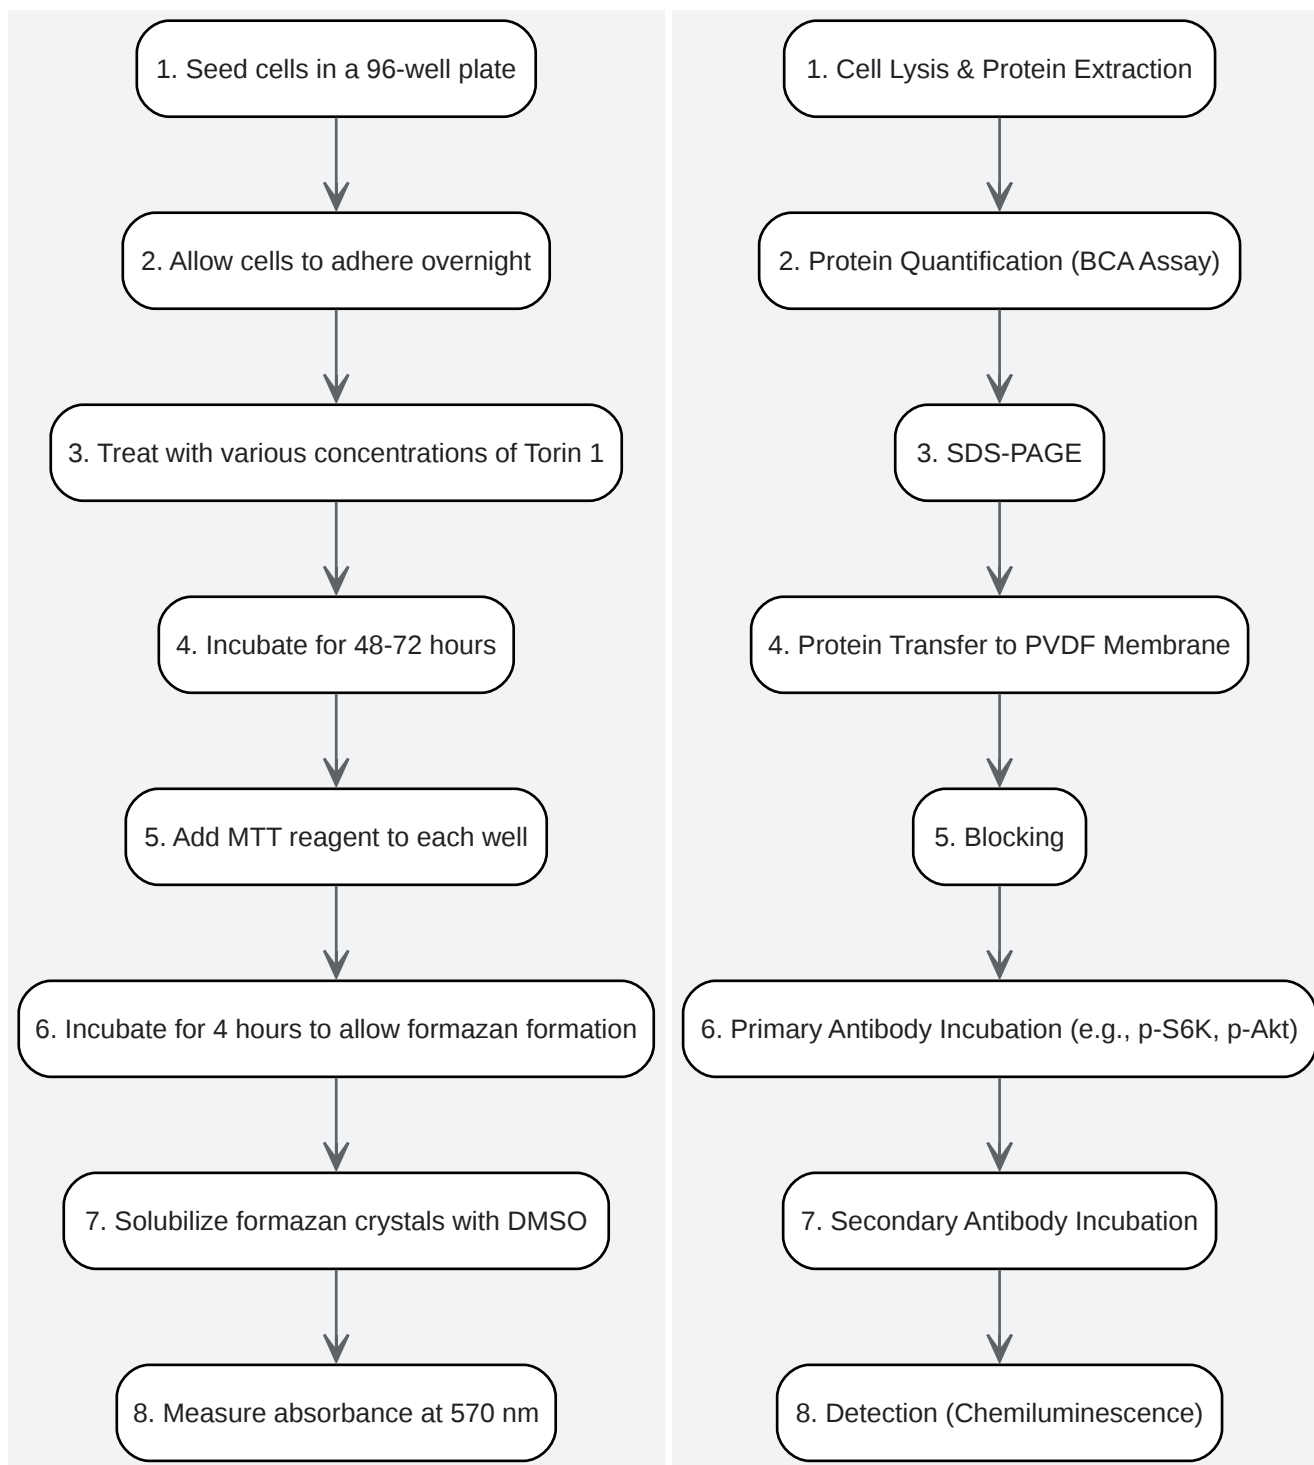 1. Seed cells in a 96-well plate
2. Allow cells to adhere overnight
3. Treat with various concentrations of Torin 1
4. Incubate for 48-72 hours
5. Add MTT reagent to each well
6. Incubate for 4 hours to allow formazan formation
7. Solubilize formazan crystals with DMSO
8. Measure absorbance at 570 nm
1. Cell Lysis & Protein Extraction
2. Protein Quantification (BCA Assay)
3. SDS-PAGE
4. Protein Transfer to PVDF Membrane
5. Blocking
6. Primary Antibody Incubation (e.g., p-S6K, p-Akt)
7. Secondary Antibody Incubation
8. Detection (Chemiluminescence)